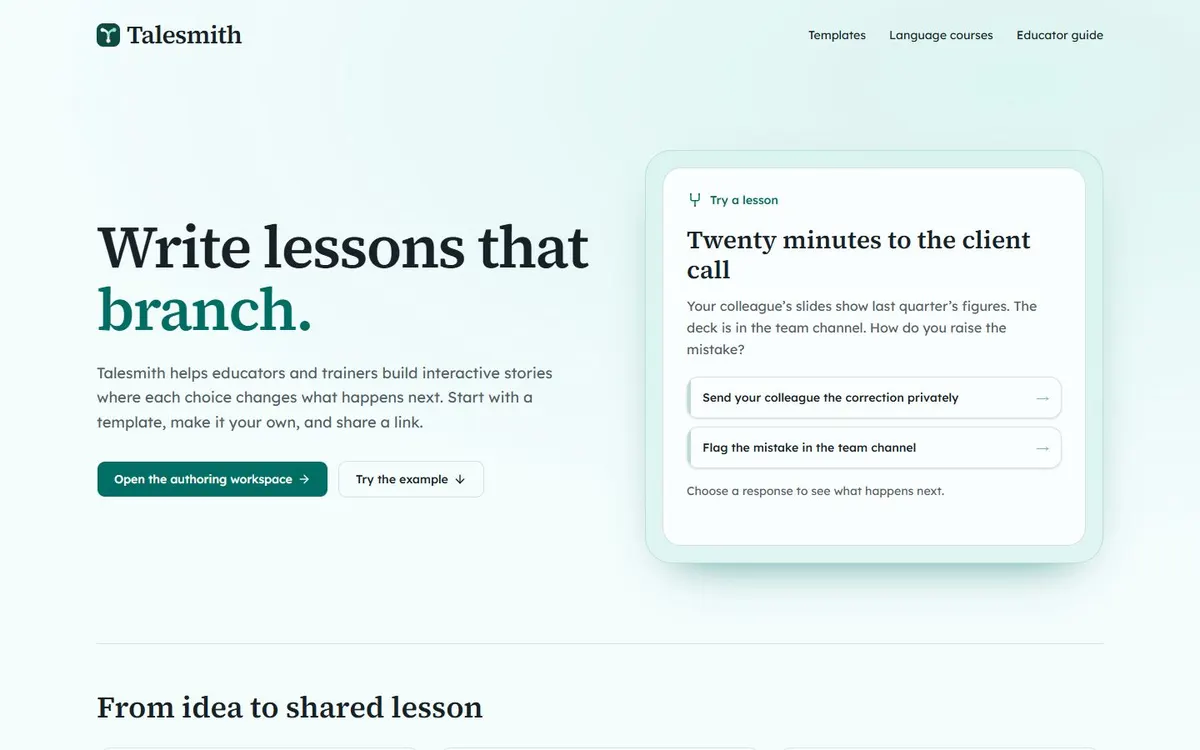 Talesmith
Templates
Language courses
Educator guide
Write lessons that
branch.
Talesmith helps educators and trainers build interactive stories
where each choice changes what happens next. Start with a
template, make it your own, and share a link.
Open the authoring workspace →
Try the example ↓
Try a lesson
Twenty minutes to the client
call
Your colleague’s slides show last quarter’s figures. The
deck is in the team channel. How do you raise the
mistake?
Send your colleague the correction privately →
Flag the mistake in the team channel →
Choose a response to see what happens next.
From idea to shared lesson